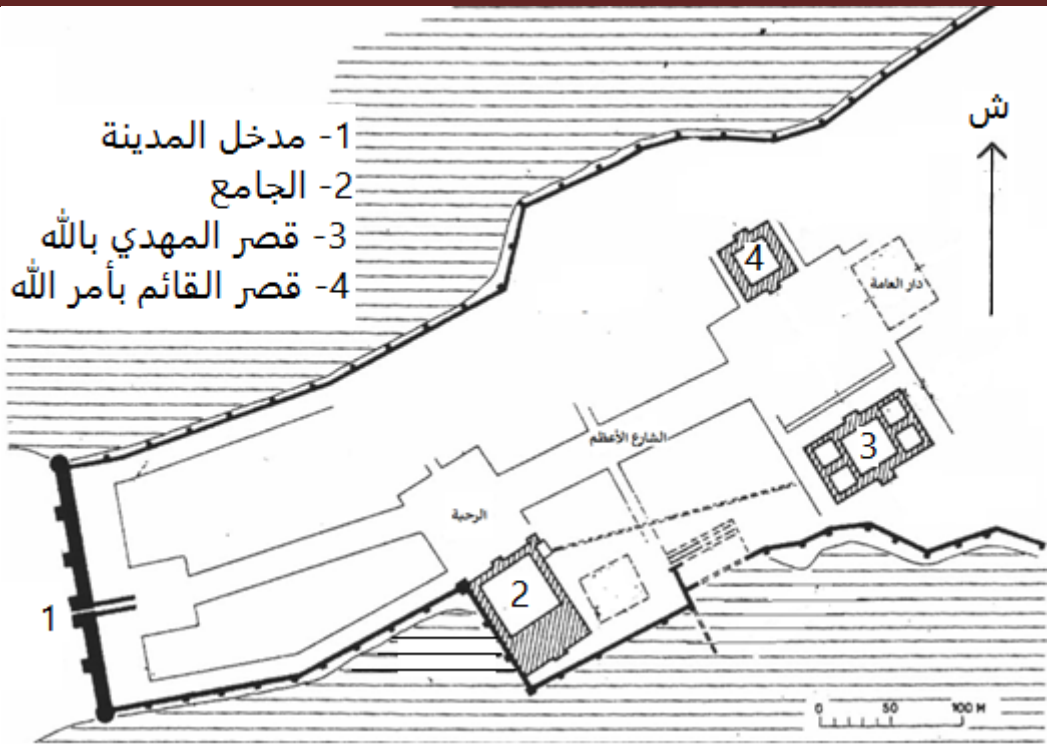 1- مدخل المدينة
2- الجامع
3- قصر المهدي بالله
4- قصر القائم بأمر الله
ش
4
دار العامة
3
الشارع الأعظم
الرحبة
2
1
0 50 100 M